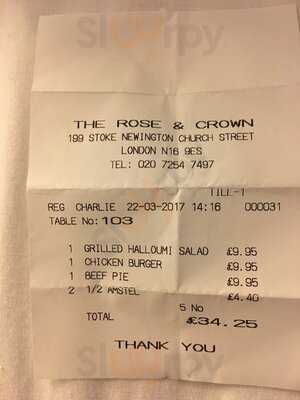 Sluurpy
THE ROSE & CROWN
199 STOKE NEWINGTON CHURCH STREET
LONDON N16 9ES
TEL: 020 7254 7497
TILL-1
REG CHARLIE 22-03-2017 14:16 000031
TABLE No: 103
1 GRILLED HALLOUMI SALAD £9.95
1 CHICKEN BURGER £9.95
1 BEEF PIE £9.95
2 1/2 AMSTEL £4.40
5 No
TOTAL £34.25
THANK YOU
Sluurpy